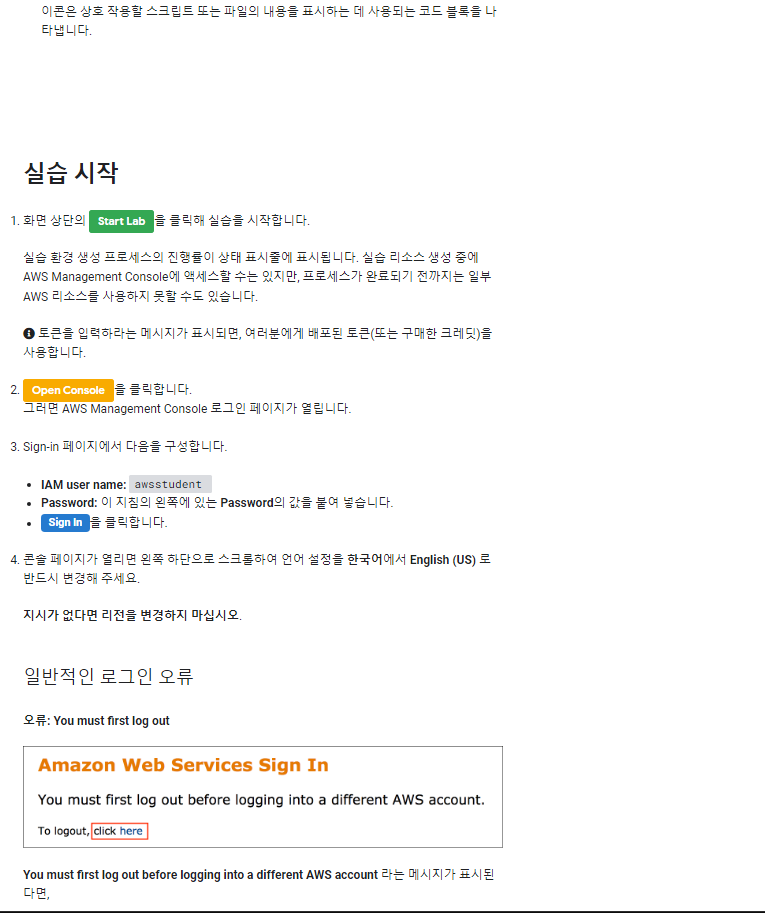 이콘은 상호 작용할 스크립트 또는 파일의 내용을 표시하는 데 사용되는 코드 블록을 나
타냅니다.
실습 시작
1. 화면 상단의 Start Lab 을 클릭해 실습을 시작합니다.
실습 환경 생성 프로세스의 진행률이 상태 표시줄에 표시됩니다. 실습 리소스 생성 중에
AWS Management Console에 액세스할 수는 있지만, 프로세스가 완료되기 전까지는 일부
AWS 리소스를 사용하지 못할 수도 있습니다.
토큰을 입력하라는 메시지가 표시되면, 여러분에게 배포된 토큰(또는 구매한 크레딧)을
사용합니다.
2. Open Console 을 클릭합니다.
그러면 AWS Management Console 로그인 페이지가 열립니다.
3. Sign-in 페이지에서 다음을 구성합니다.
• IAM user name: awsstudent
• Password: 이 지침의 왼쪽에 있는 Password의 값을 붙여 넣습니다.
• Sign In 을 클릭합니다.
4. 콘솔 페이지가 열리면 왼쪽 하단으로 스크롤하여 언어 설정을 한국어에서 English (US) 로
반드시 변경해 주세요.
지시가 없다면 리전을 변경하지 마십시오.
일반적인 로그인 오류
오류: You must first log out
Amazon Web Services Sign In
You must first log out before logging into a different AWS account.
To logout, click here
You must first log out before logging into a different AWS account 라는 메시지가 표시된
다면,